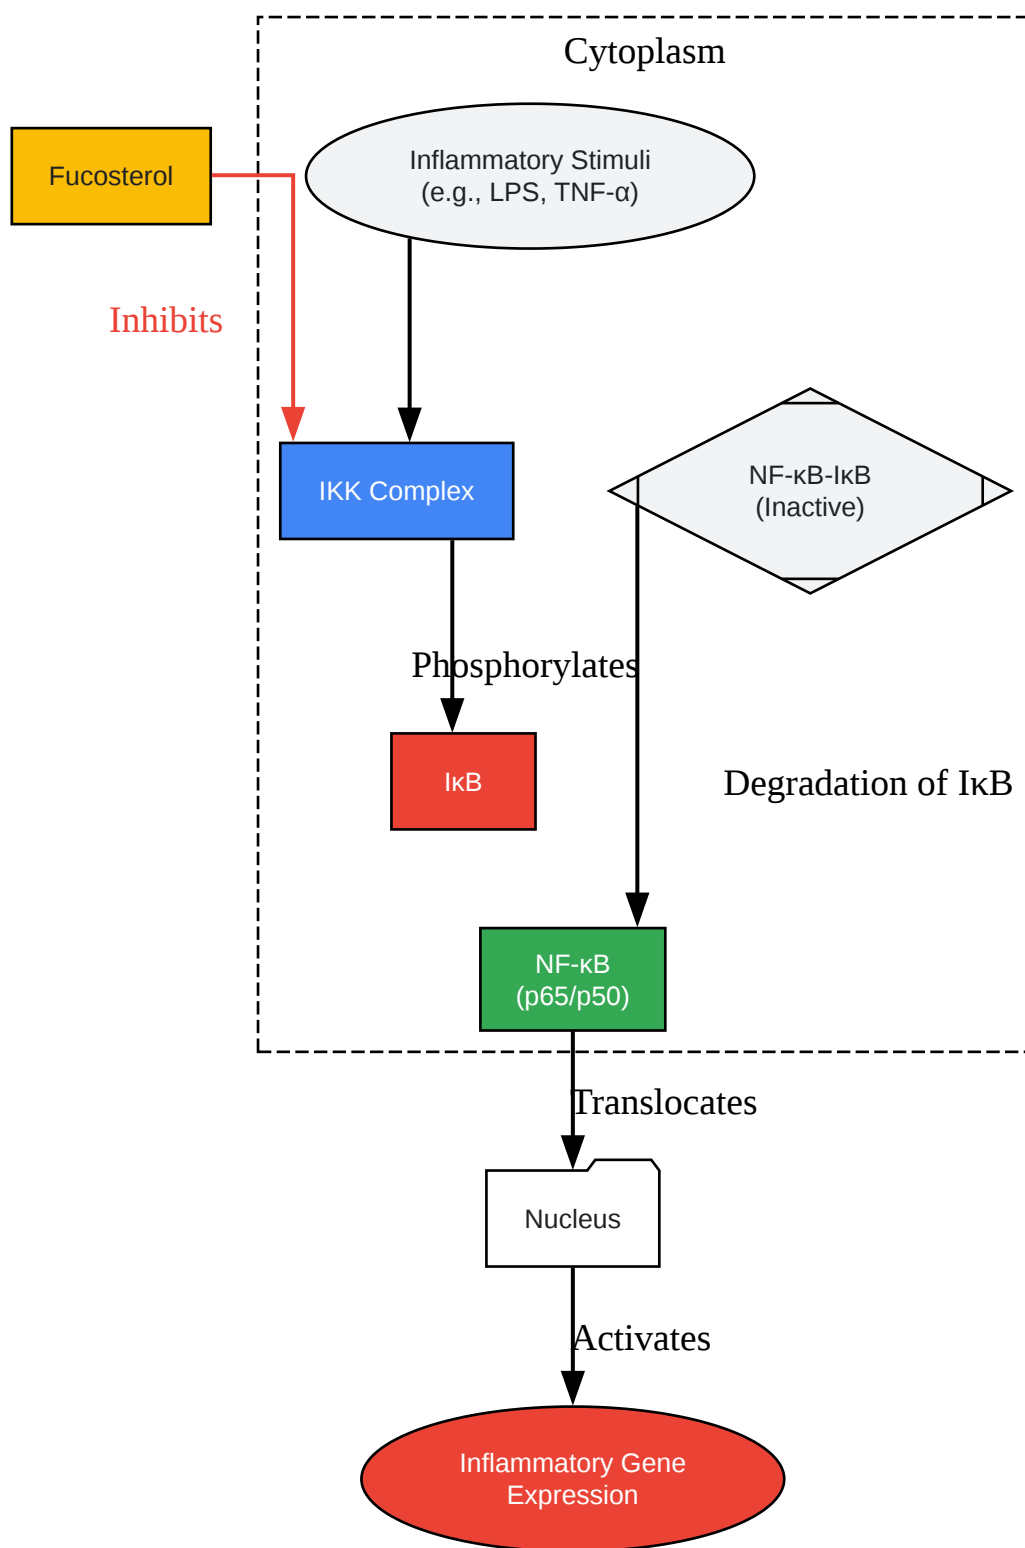 Cytoplasm
Fucosterol
Inflammatory Stimuli
(e.g., LPS, TNF-α)
Inhibits
IKK Complex
NF-κB-IκB
(Inactive)
Phosphorylates
IκB
Degradation of IκB
NF-κB
(p65/p50)
Translocates
Nucleus
Activates
Inflammatory Gene
Expression